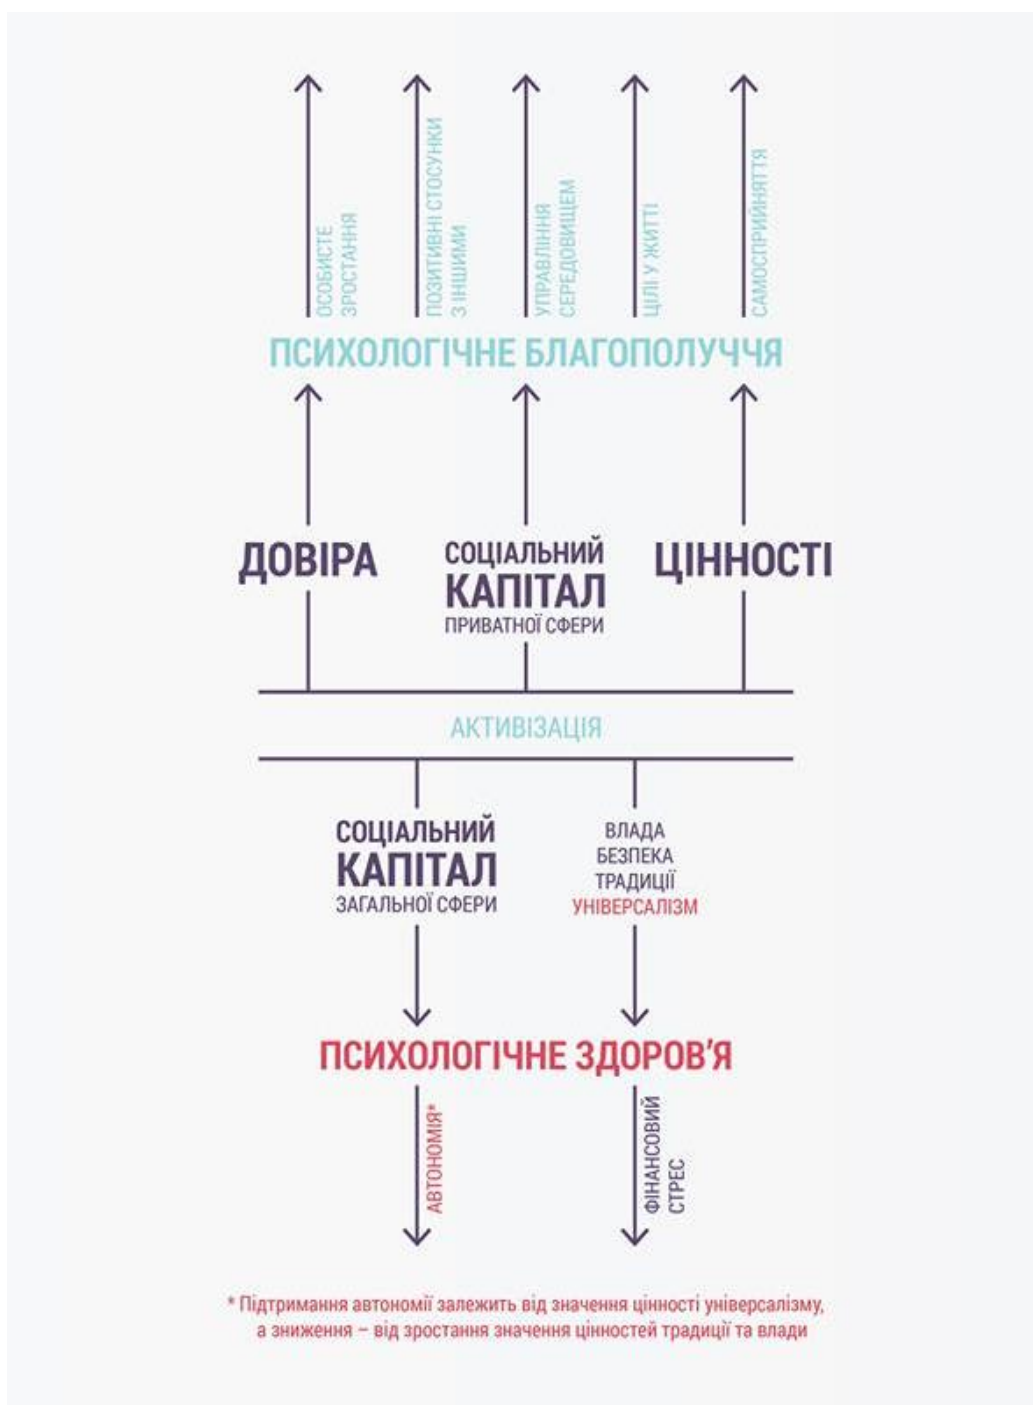 ОСОБИСТЕ
ЗРОСТАННЯ
ПОЗИТИВНІ СТОСУНКИ
З ІНШИМИ
УПРАВЛІННЯ
СЕРЕДОВИЩЕМ
ЦІЛІ У ЖИТТІ
САМОСПРИЙНЯТТЯ
ПСИХОЛОГІЧНЕ БЛАГОПОЛУЧЧЯ
ДОВІРА
СОЦІАЛЬНИЙ
КАПІТАЛ
ПРИВАТНОЇ СФЕРИ
ЦІННОСТІ
АКТИВІЗАЦІЯ
СОЦІАЛЬНИЙ
КАПІТАЛ
ЗАГАЛЬНОЇ СФЕРИ
ВЛАДА
БЕЗПЕКА
ТРАДИЦІЇ
УНІВЕРСАЛІЗМ
ПСИХОЛОГІЧНЕ ЗДОРОВ'Я
АВТОНОМІЯ*
ФІНАНСОВИЙ
СТРЕС
* Підтримання автономії залежить від значення цінності універсалізму,
а зниження – від зростання значення цінностей традиції та влади